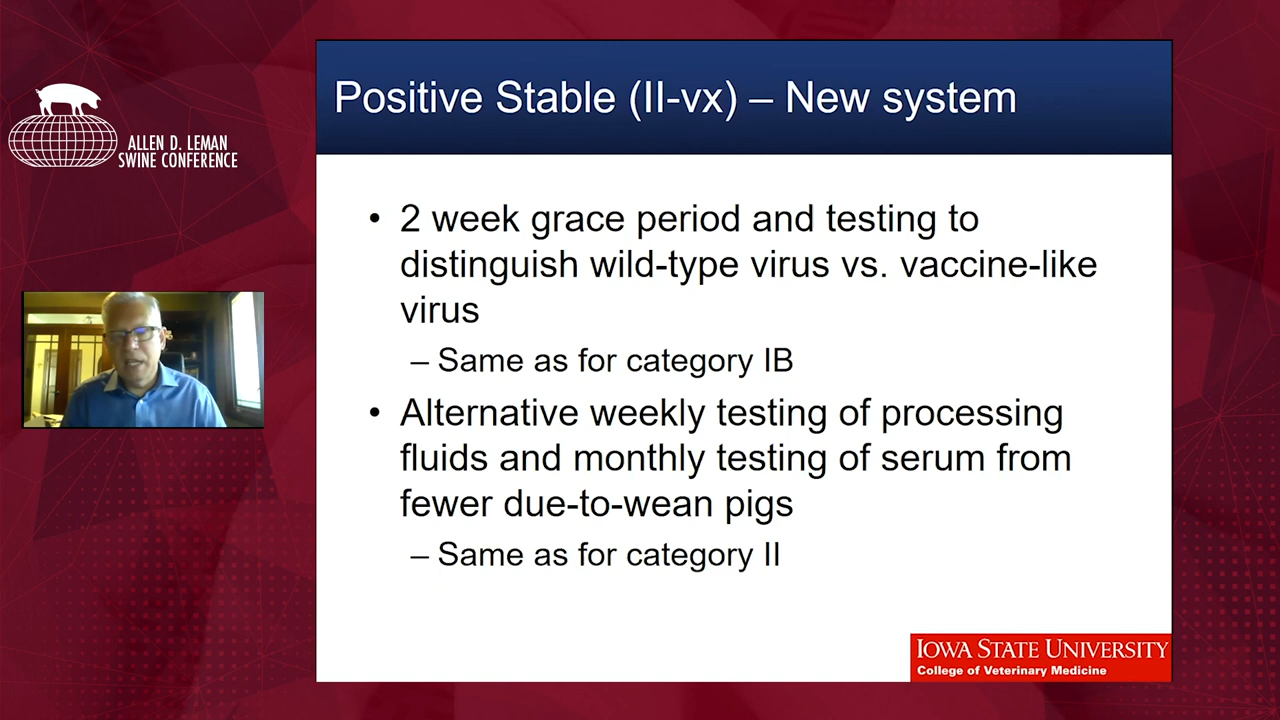 ALLEN D. LEMAN
SWINE CONFERENCE
Positive Stable (II-vx) – New system
• 2 week grace period and testing to
distinguish wild-type virus vs. vaccine-like
virus
– Same as for category IB
• Alternative weekly testing of processing
fluids and monthly testing of serum from
fewer due-to-wean pigs
– Same as for category II
IOWA STATE UNIVERSITY
College of Veterinary Medicine